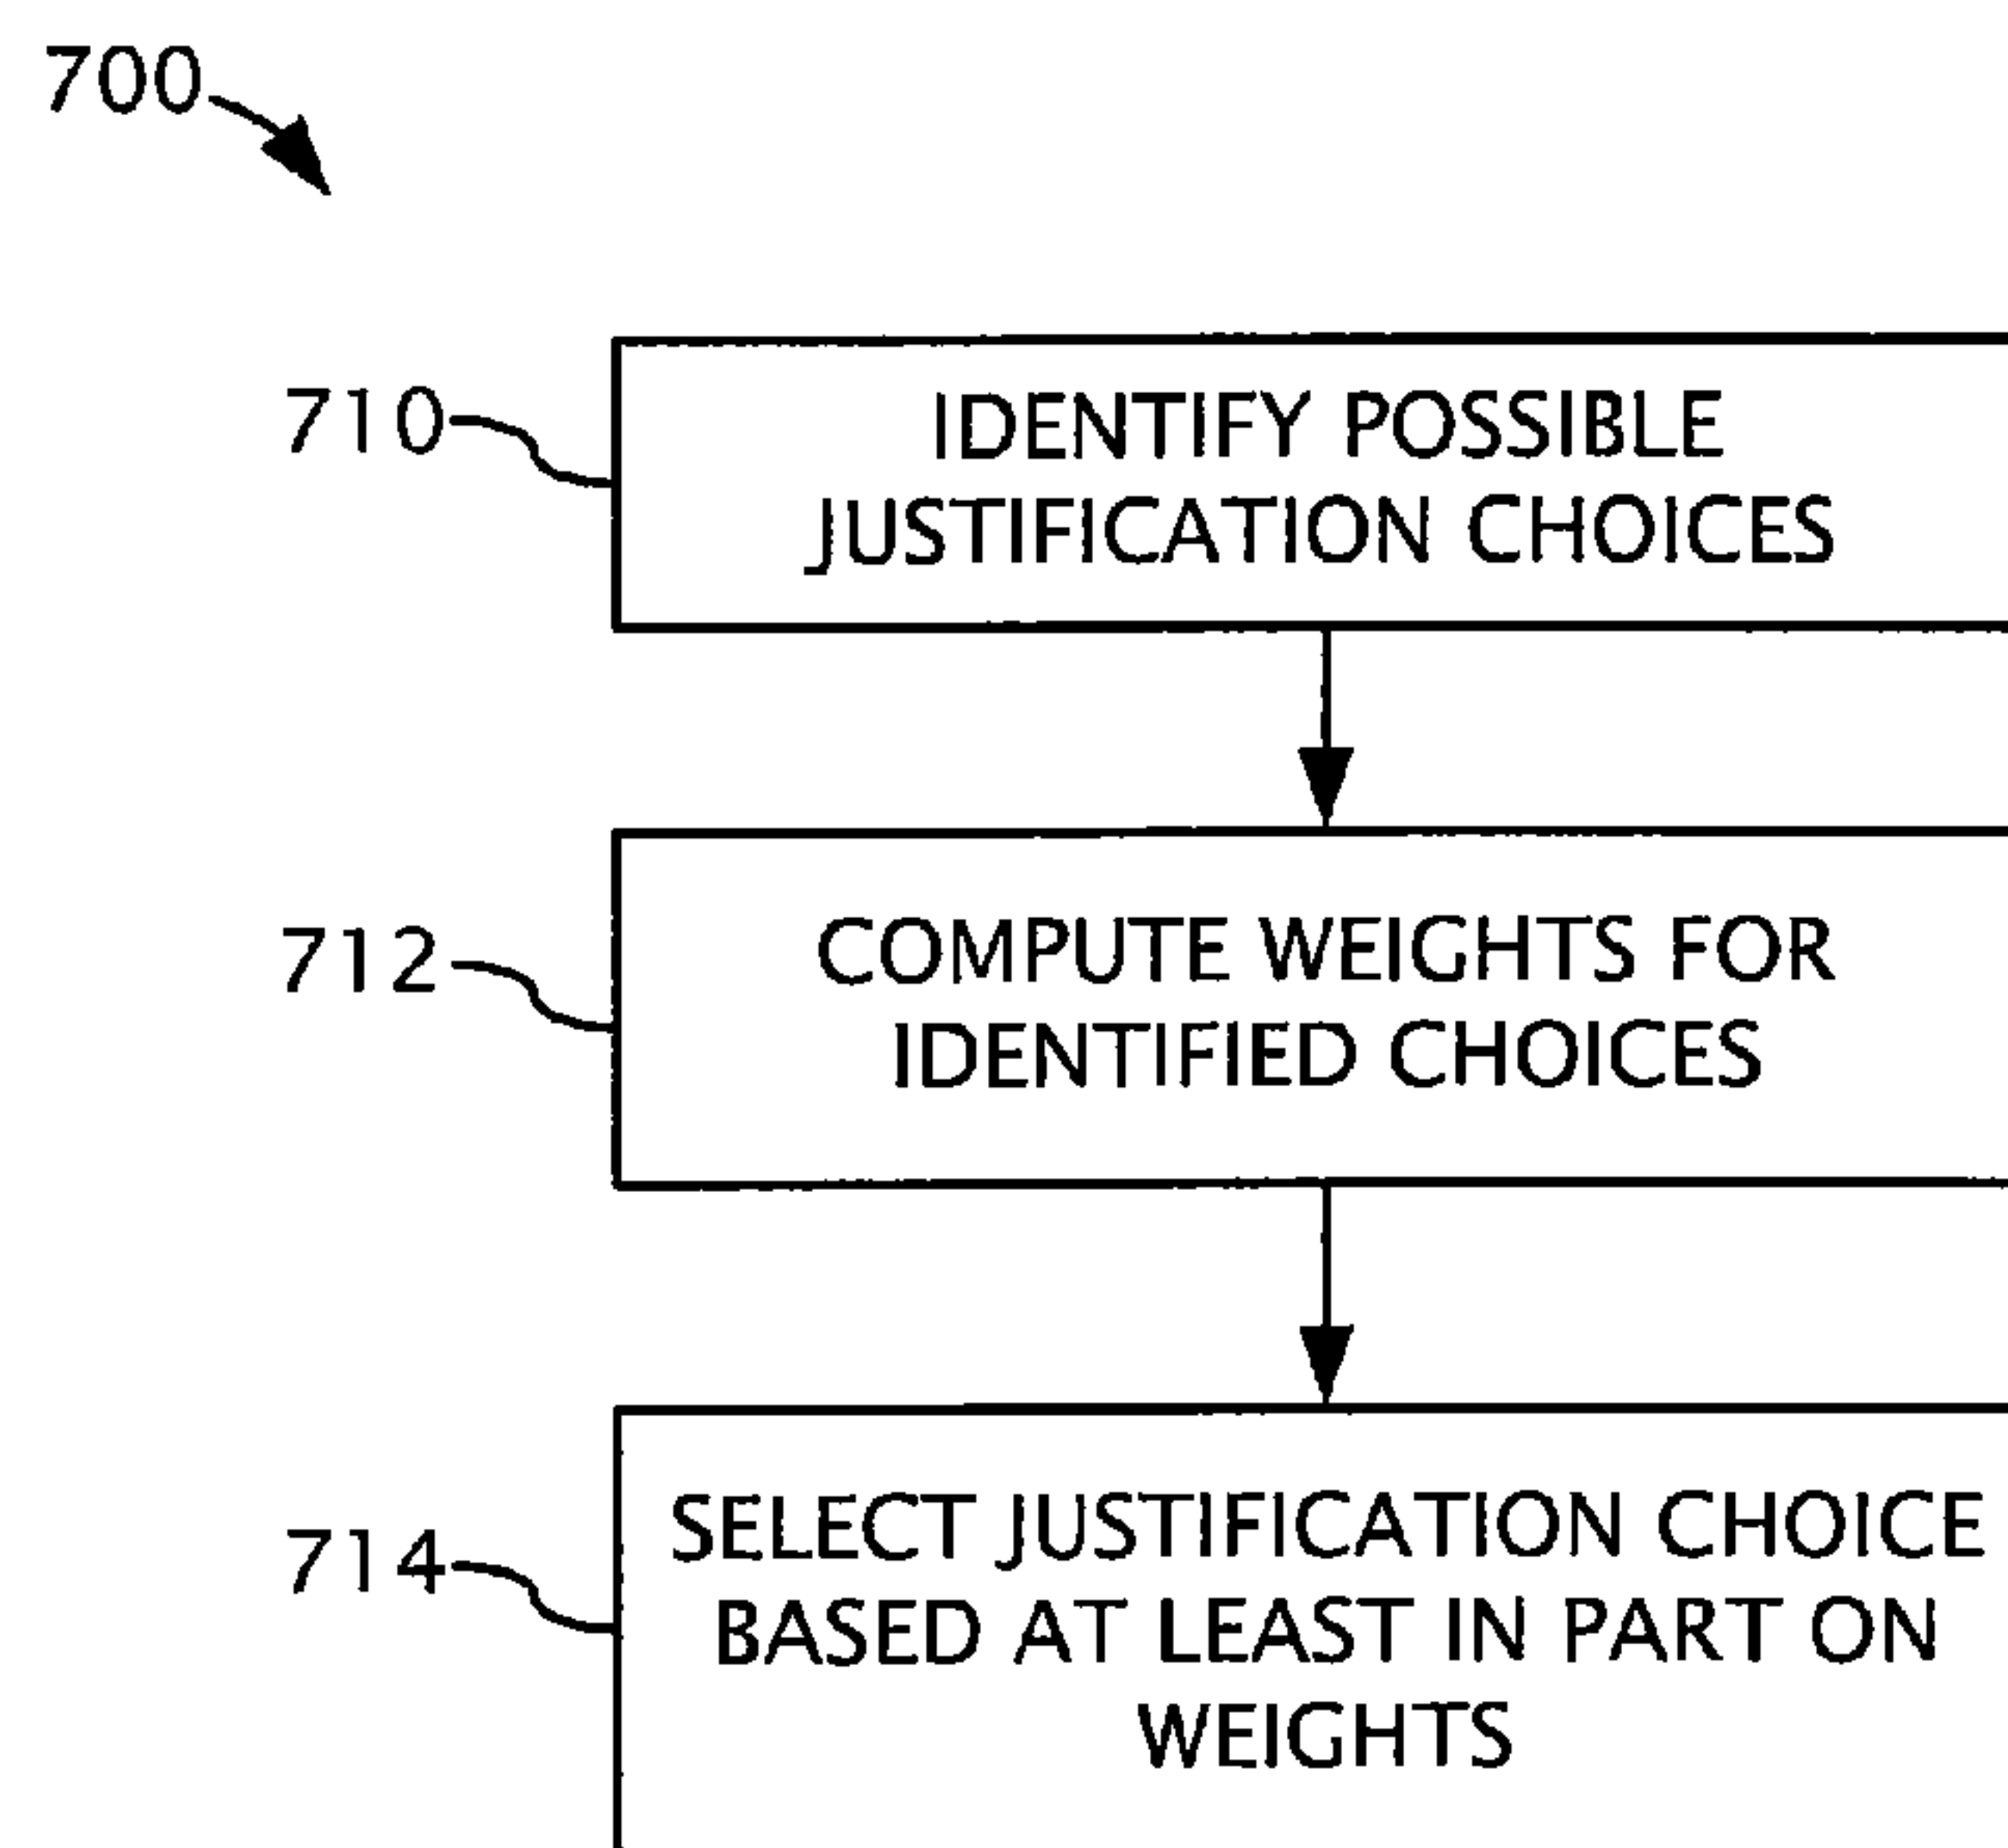 700
710
IDENTIFY POSSIBLE
JUSTIFICATION CHOICES
712
COMPUTE WEIGHTS FOR
IDENTIFIED CHOICES
714
SELECT JUSTIFICATION CHOICE
BASED AT LEAST IN PART ON
WEIGHTS